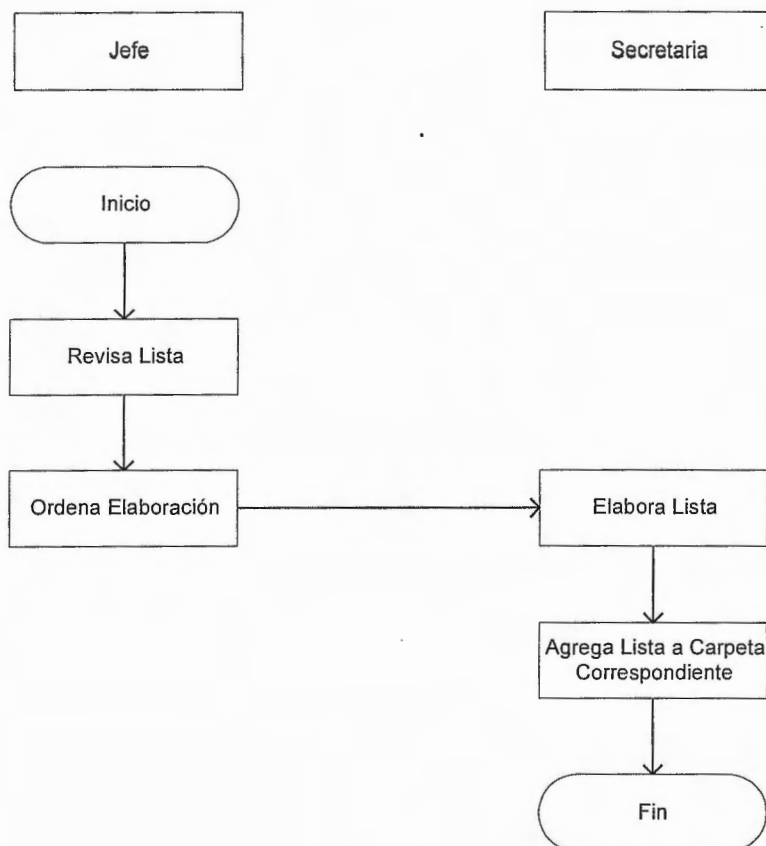 Jefe
Secretaria
Inicio
Revisa Lista
Ordena Elaboración
Elabora Lista
Agrega Lista a Carpeta
Correspondiente
Fin